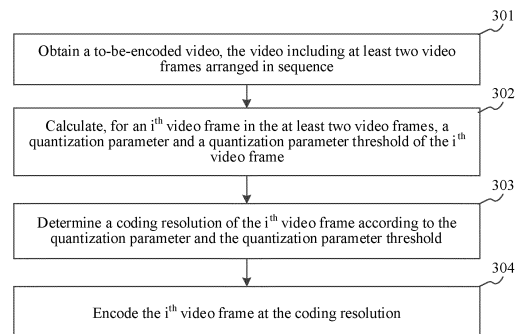 301
Obtain a to-be-encoded video, the video including at least two video
frames arranged in sequence
302
Calculate, for an ith video frame in the at least two video frames, a
quantization parameter and a quantization parameter threshold of the ith
video frame
303
Determine a coding resolution of the ith video frame according to the
quantization parameter and the quantization parameter threshold
304
Encode the ith video frame at the coding resolution